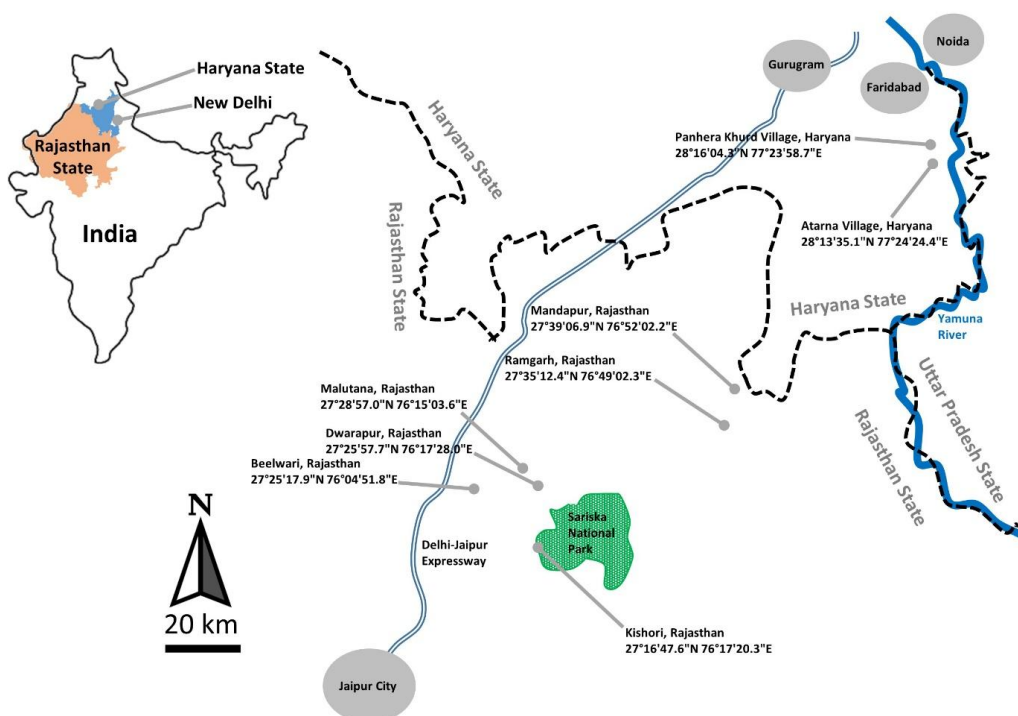 Haryana State
New Delhi
Rajasthan
State
India
Haryana State
Rajasthan State
Gurugram
Noida
Faridabad
Panhera Khurd Village, Haryana
28°16'04.3"N 77°23'58.7"E
Atarna Village, Haryana
28°13'35.1"N 77°24'24.4"E
Haryana State
Yamuna
River
Mandapur, Rajasthan
27°39'06.9"N 76°52'02.2"E
Ramgarh, Rajasthan
27°35'12.4"N 76°49'02.3"E
Malutana, Rajasthan
27°28'57.0"N 76°15'03.6"E
Dwarapur, Rajasthan
27°25'57.7"N 76°17'28.0"E
Beelwari, Rajasthan
27°25'17.9"N 76°04'51.8"E
Uttar Pradesh State
Rajasthan State
Sariska
National
Park
Delhi-Jaipur
Expressway
N
20 km
Kishori, Rajasthan
27°16'47.6"N 76°17'20.3"E
Jaipur City